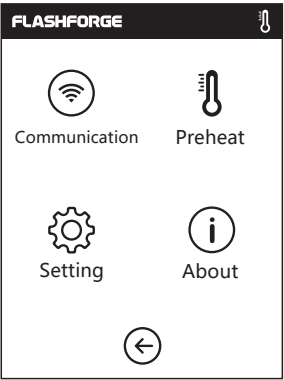 FLASHFORGE
Communication
Preheat
Setting
About